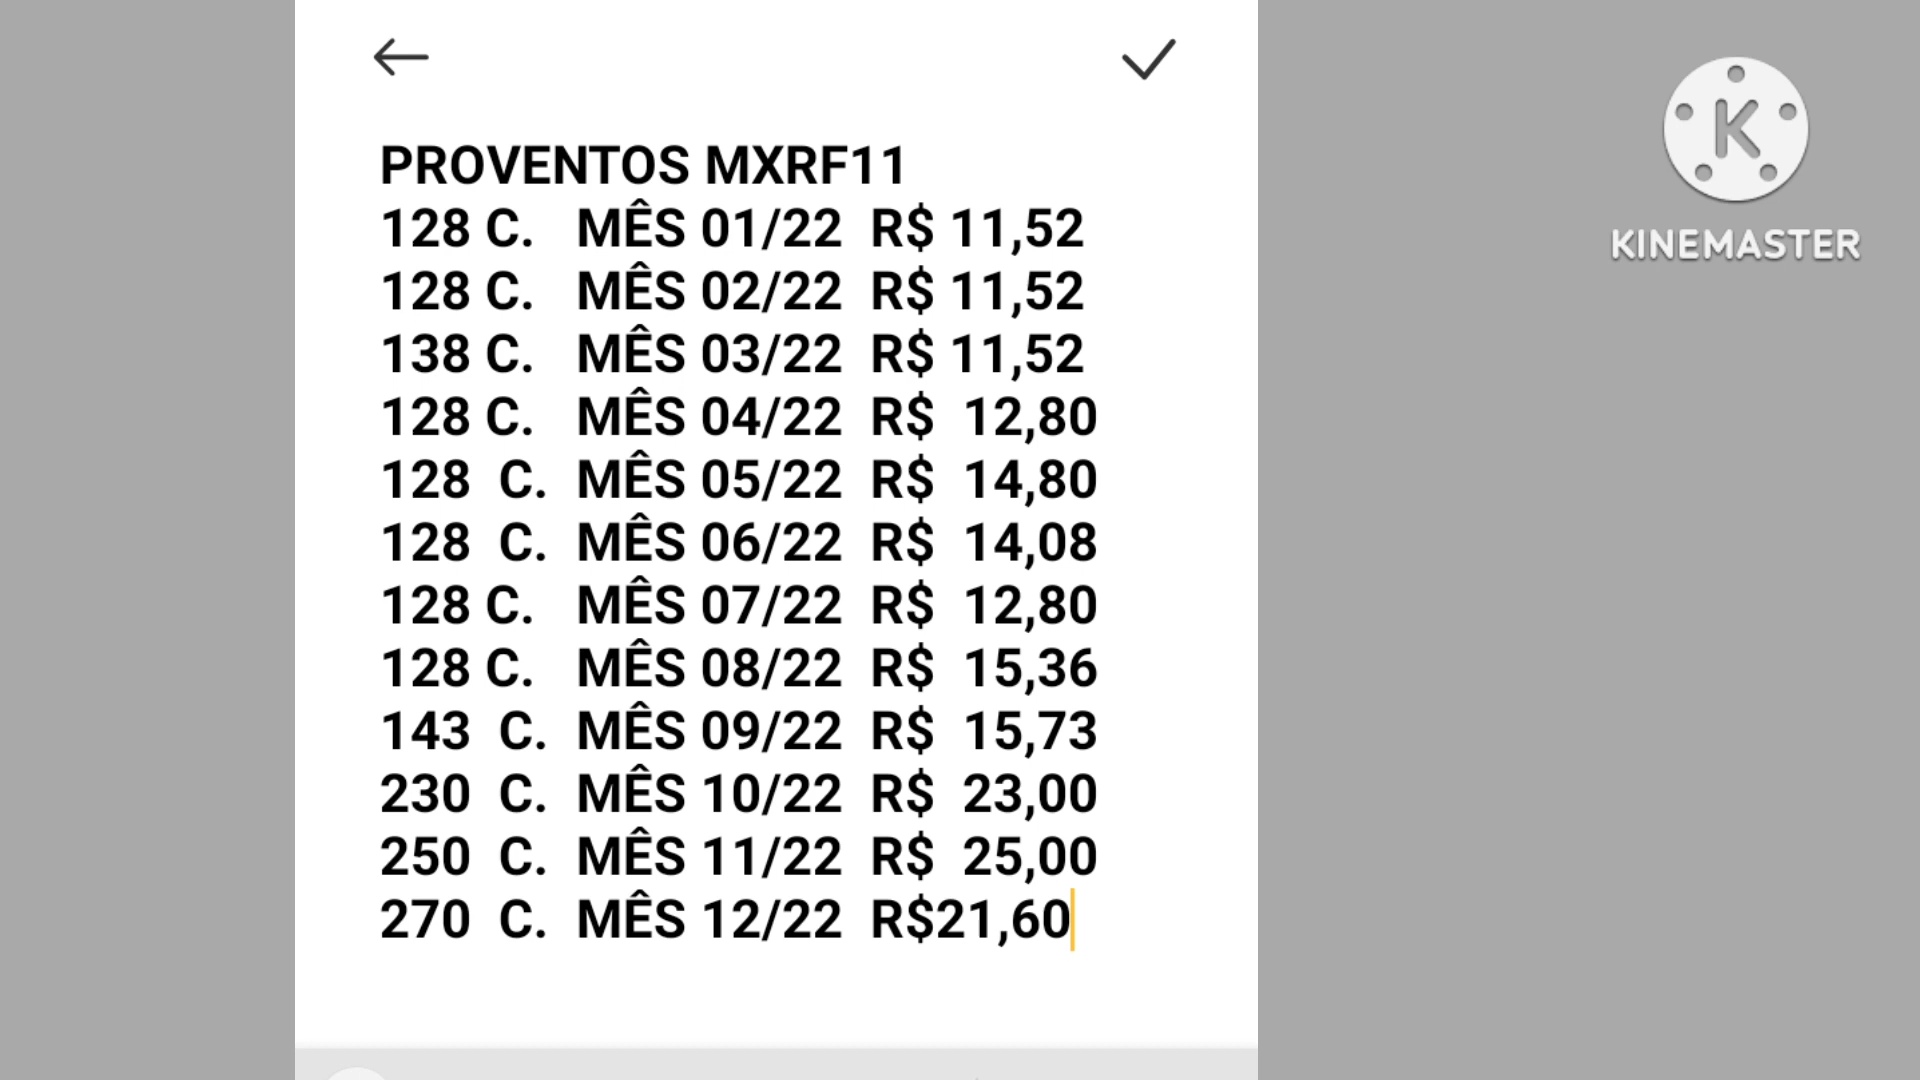 PROVENTOS MXRF11
128 C. MÊS 01/22 R$ 11,52
128 C. MÊS 02/22 R$ 11,52
138 C. MÊS 03/22 R$ 11,52
128 C. MÊS 04/22 R$ 12,80
128 C. MÊS 05/22 R$ 14,80
128 C. MÊS 06/22 R$ 14,08
128 C. MÊS 07/22 R$ 12,80
128 C. MÊS 08/22 R$ 15,36
143 C. MÊS 09/22 R$ 15,73
230 C. MÊS 10/22 R$ 23,00
250 C. MÊS 11/22 R$ 25,00
270 C. MÊS 12/22 R$21,60
K
KINEMASTER